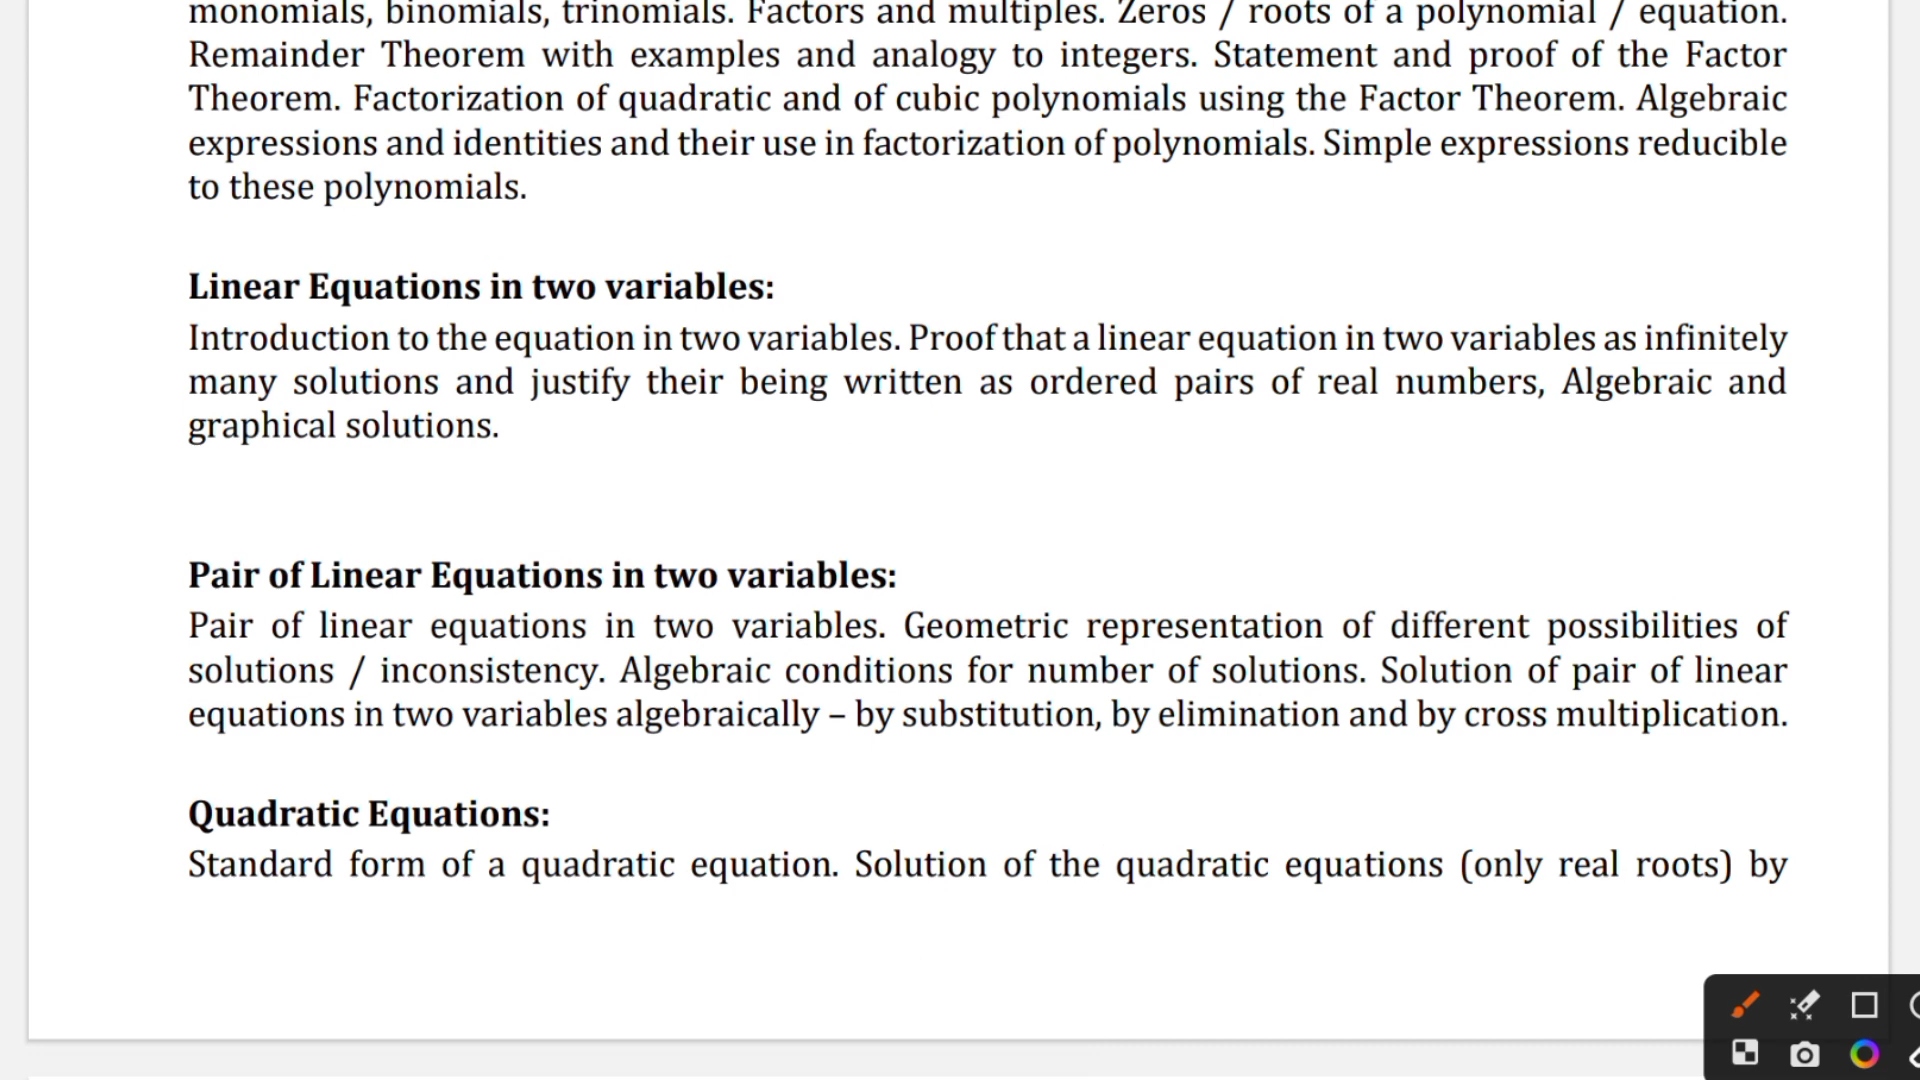 monomials, binomials, trinomials. Factors and multiples. Zeros / roots of a polynomial / equation.
Remainder Theorem with examples and analogy to integers. Statement and proof of the Factor
Theorem. Factorization of quadratic and of cubic polynomials using the Factor Theorem. Algebraic
expressions and identities and their use in factorization of polynomials. Simple expressions reducible
to these polynomials.
Linear Equations in two variables:
Introduction to the equation in two variables. Proof that a linear equation in two variables as infinitely
many solutions and justify their being written as ordered pairs of real numbers, Algebraic and
graphical solutions.
Pair of Linear Equations in two variables:
Pair of linear equations in two variables. Geometric representation of different possibilities of
solutions / inconsistency. Algebraic conditions for number of solutions. Solution of pair of linear
equations in two variables algebraically – by substitution, by elimination and by cross multiplication.
Quadratic Equations:
Standard form of a quadratic equation. Solution of the quadratic equations (only real roots) by